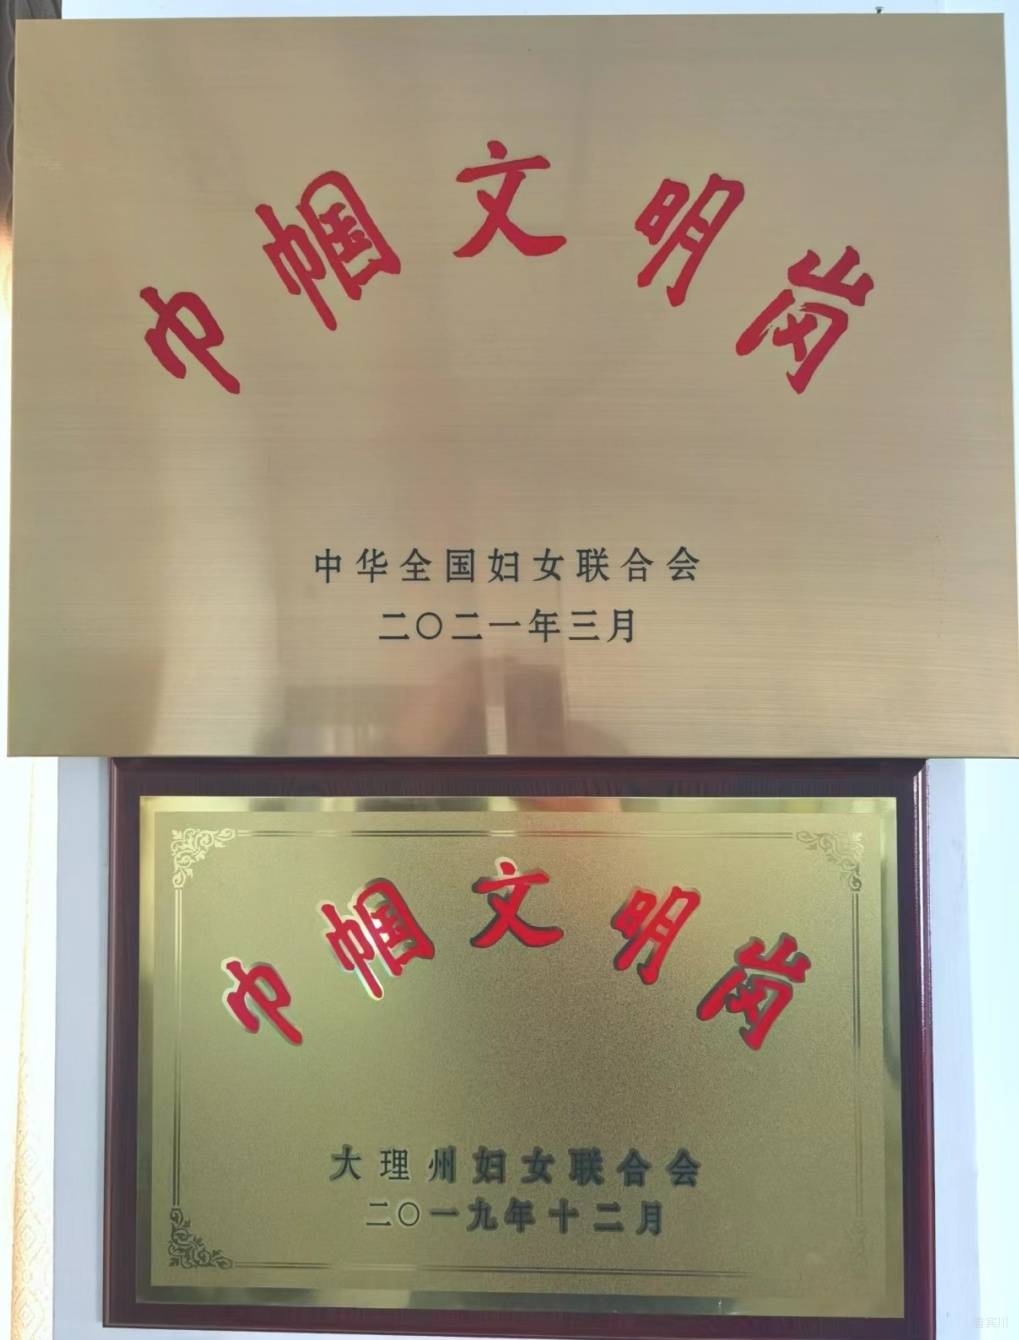 巾帼文明岗
中华全国妇女联合会
二〇二一年三月
巾帼文明岗
大理州妇女联合会
二〇一九年十二月